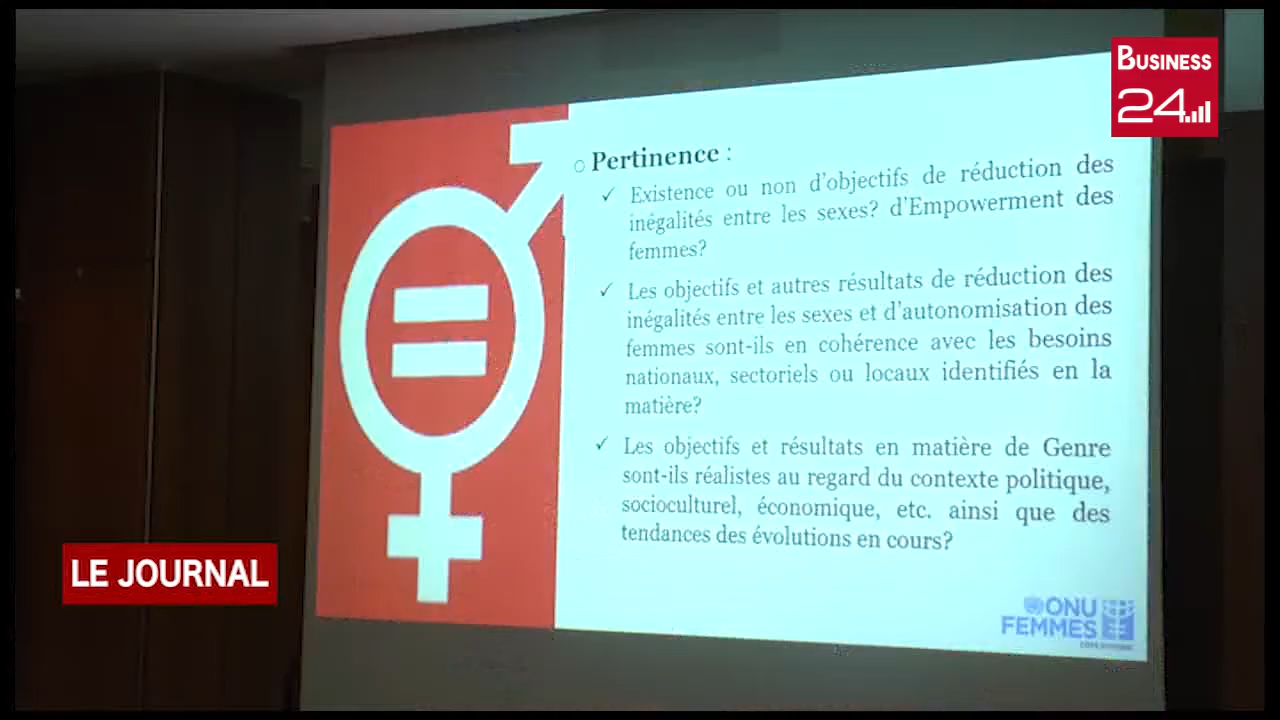 BUSINESS
24
Pertinence :
Existence ou non d'objectifs de réduction des
inégalités entre les sexes? d'Empowerment des
femmes?
Les objectifs et autres résultats de réduction des
inégalités entre les sexes et d'autonomisation des
femmes sont-ils en cohérence avec les besoins
nationaux, sectoriels ou locaux identifiés en la
matière?
Les objectifs et résultats en matière de Genre
sont-ils réalistes au regard du contexte politique,
socioculturel, économique, etc. ainsi que des
tendances des évolutions en cours?
LE JOURNAL
ONU
FEMMES